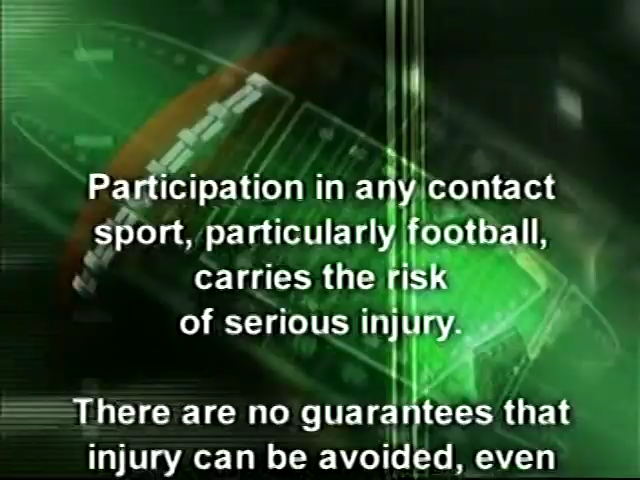 Participation in any contact
sport, particularly football,
carries the risk
of serious injury.
There are no guarantees that
injury can be avoided, even